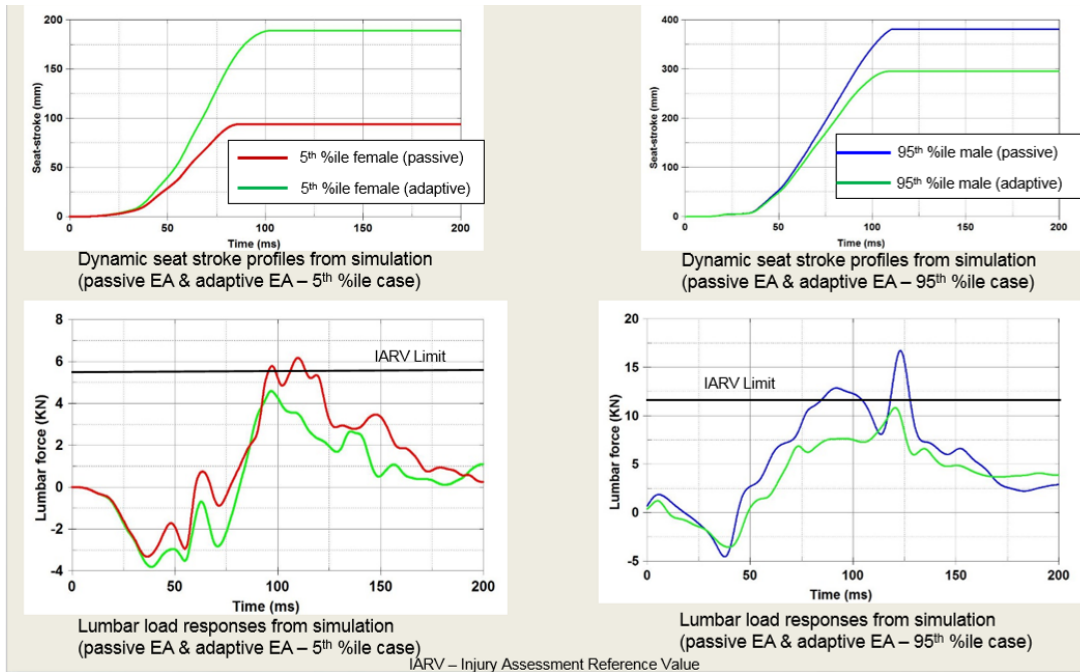 200
150
100
50
0
Seat-stroke (mm)
5th %ile female (passive)
5th %ile female (adaptive)
0 50 100 150 200
Time (ms)
Dynamic seat stroke profiles from simulation
(passive EA & adaptive EA – 5th %ile case)
400
300
200
100
0
Seat-stroke (mm)
95th %ile male (passive)
95th %ile male (adaptive)
0 50 100 150 200
Time (ms)
Dynamic seat stroke profiles from simulation
(passive EA & adaptive EA – 95th %ile case)
8
6
4
2
0
-2
-4
Lumbar force (KN)
IARV Limit
0 50 100 150 200
Time (ms)
Lumbar load responses from simulation
(passive EA & adaptive EA – 5th %ile case)
20
15
10
5
0
-5
Lumbar force (KN)
IARV Limit
0 50 100 150 200
Time (ms)
Lumbar load responses from simulation
(passive EA & adaptive EA – 95th %ile case)
IARV – Injury Assessment Reference Value